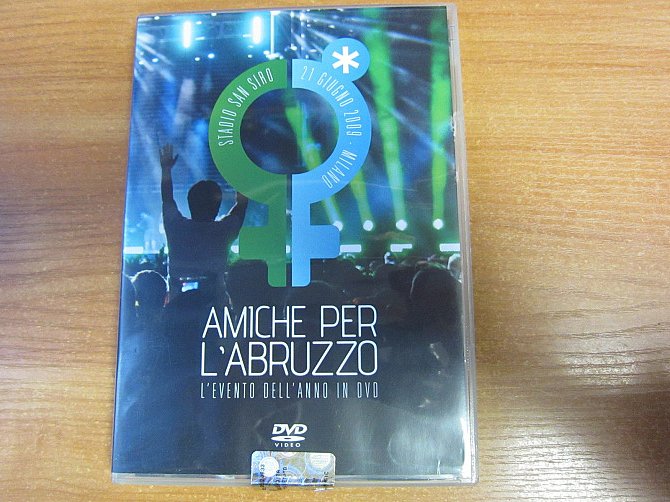 STADIO SAN SIRO
21 GIUGNO 2009 - MILANO
*
AMICHE PER
L'ABRUZZO
L'EVENTO DELL'ANNO IN DVD
DVD
VIDEO